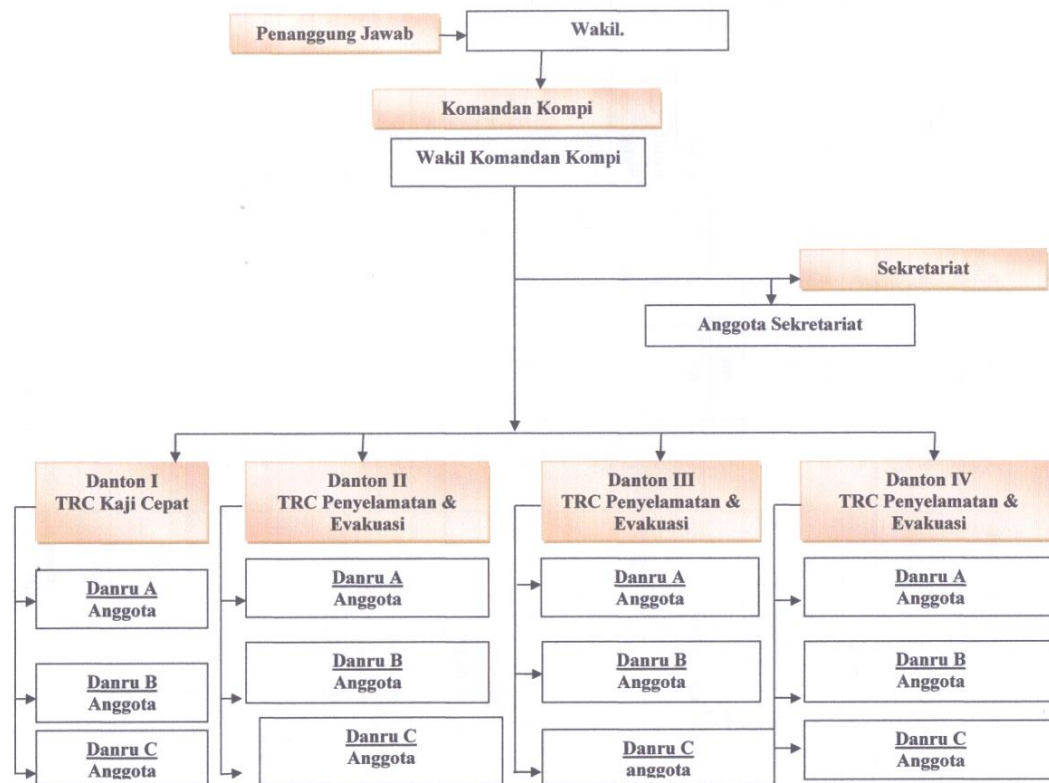 Penanggung Jawab
Wakil.
Komandan Kompi
Wakil Komandan Kompi
Sekretariat
Anggota Sekretariat
Danton I
TRC Kaji Cepat
Danru A
Anggota
Danru B
Anggota
Danru C
Anggota
Danton II
TRC Penyelamatan &
Evakuasi
Danru A
Anggota
Danru B
Anggota
Danru C
Anggota
Danton III
TRC Penyelamatan &
Evakuasi
Danru A
Anggota
Danru B
Anggota
Danru C
anggota
Danton IV
TRC Penyelamatan &
Evakuasi
Danru A
Anggota
Danru B
Anggota
Danru C
Anggota